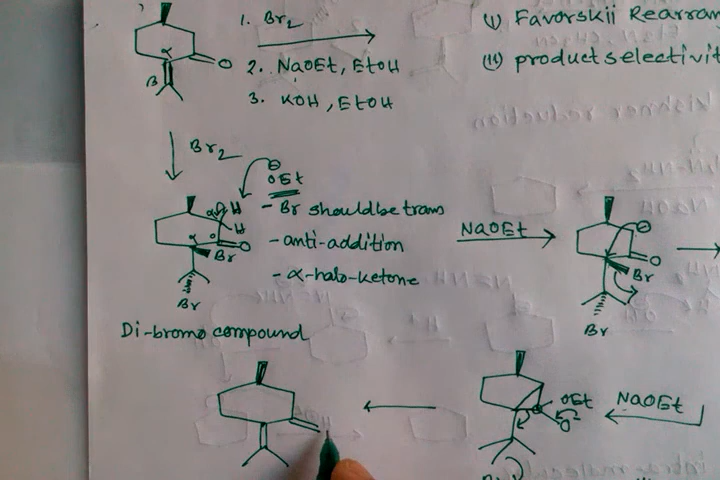 1. Br2
2. NaOEt, EtOH
3. KOH, EtOH
(i) Favorskii Rearran
(ii) product selectivit
α
O
B
Br2
⊖
OEt
α H
H
α
O
Br
Br
- Br should be trans
- anti-addition
- α-halo-ketone
NaOEt
⊖
O
Br
Br
Di-bromo compound
OEt
O⁻
NaOEt